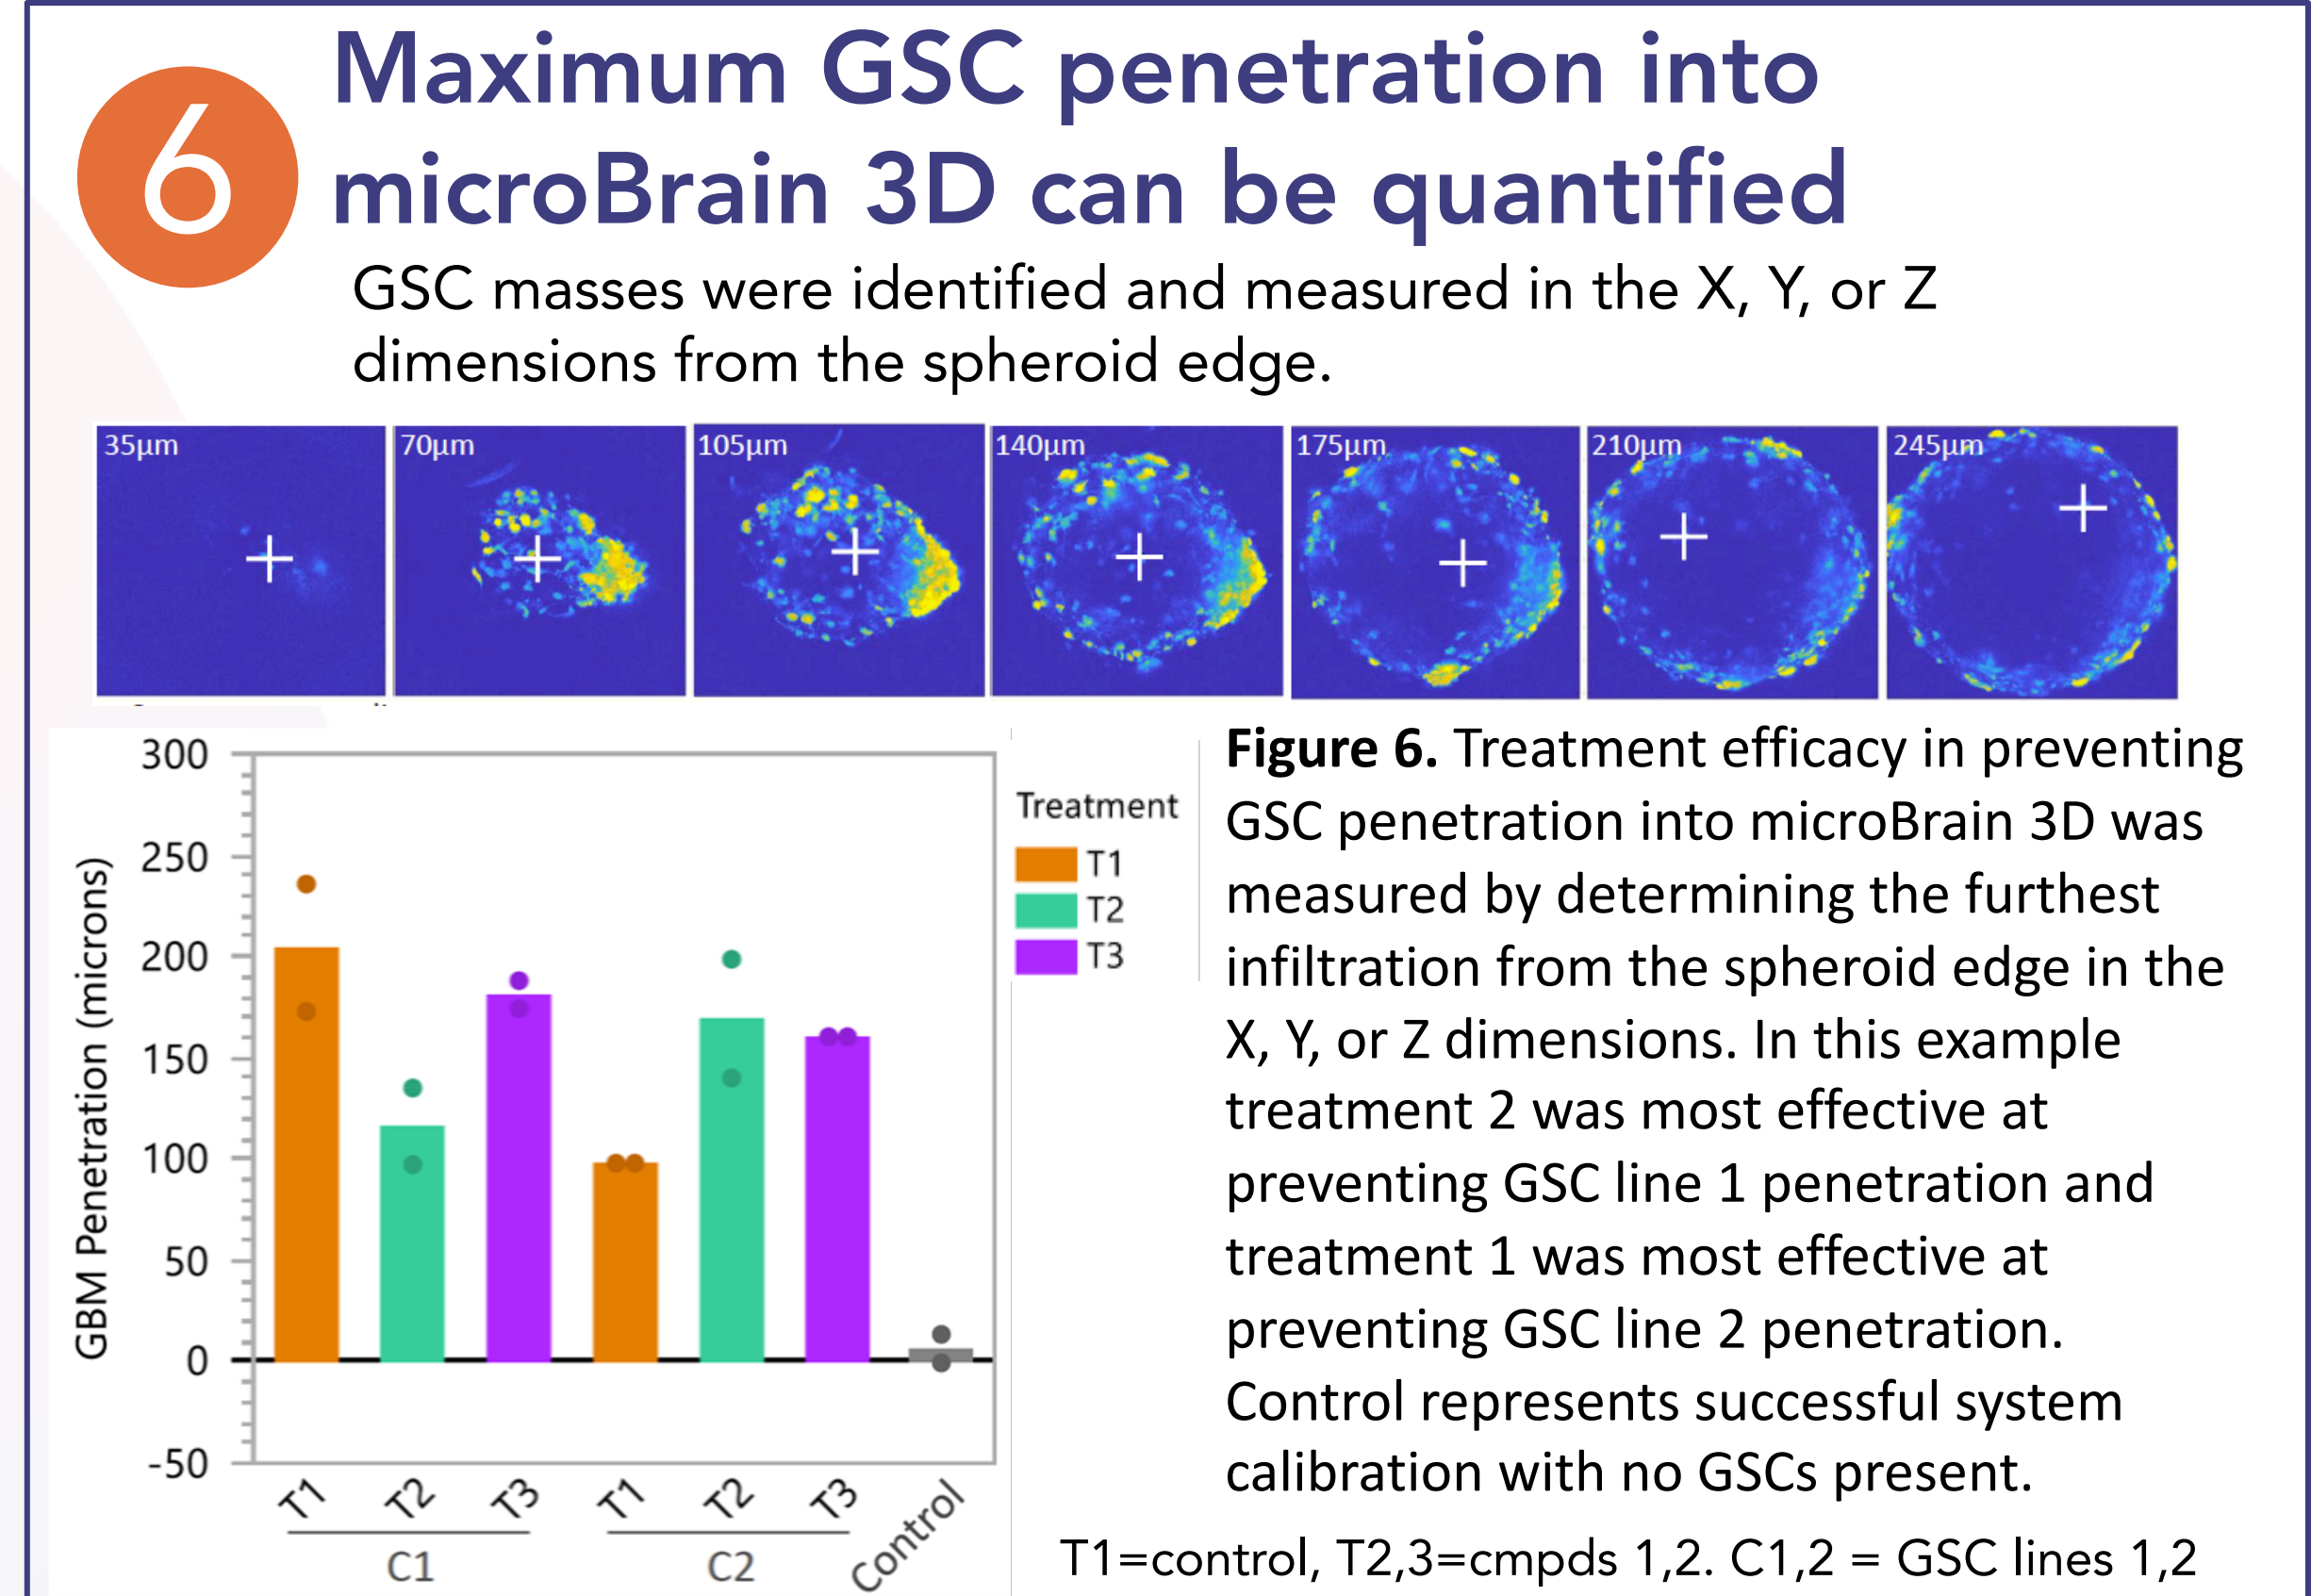 6
Maximum GSC penetration into
microBrain 3D can be quantified
GSC masses were identified and measured in the X, Y, or Z
dimensions from the spheroid edge.
35µm
70µm
105µm
140µm
175µm
210µm
245µm
GBM Penetration (microns)
300
250
200
150
100
50
0
-50
T1
T2
T3
T1
T2
T3
Control
C1
C2
Treatment
T1
T2
T3
Figure 6. Treatment efficacy in preventing
GSC penetration into microBrain 3D was
measured by determining the furthest
infiltration from the spheroid edge in the
X, Y, or Z dimensions. In this example
treatment 2 was most effective at
preventing GSC line 1 penetration and
treatment 1 was most effective at
preventing GSC line 2 penetration.
Control represents successful system
calibration with no GSCs present.
T1=control, T2,3=cmpds 1,2. C1,2 = GSC lines 1,2